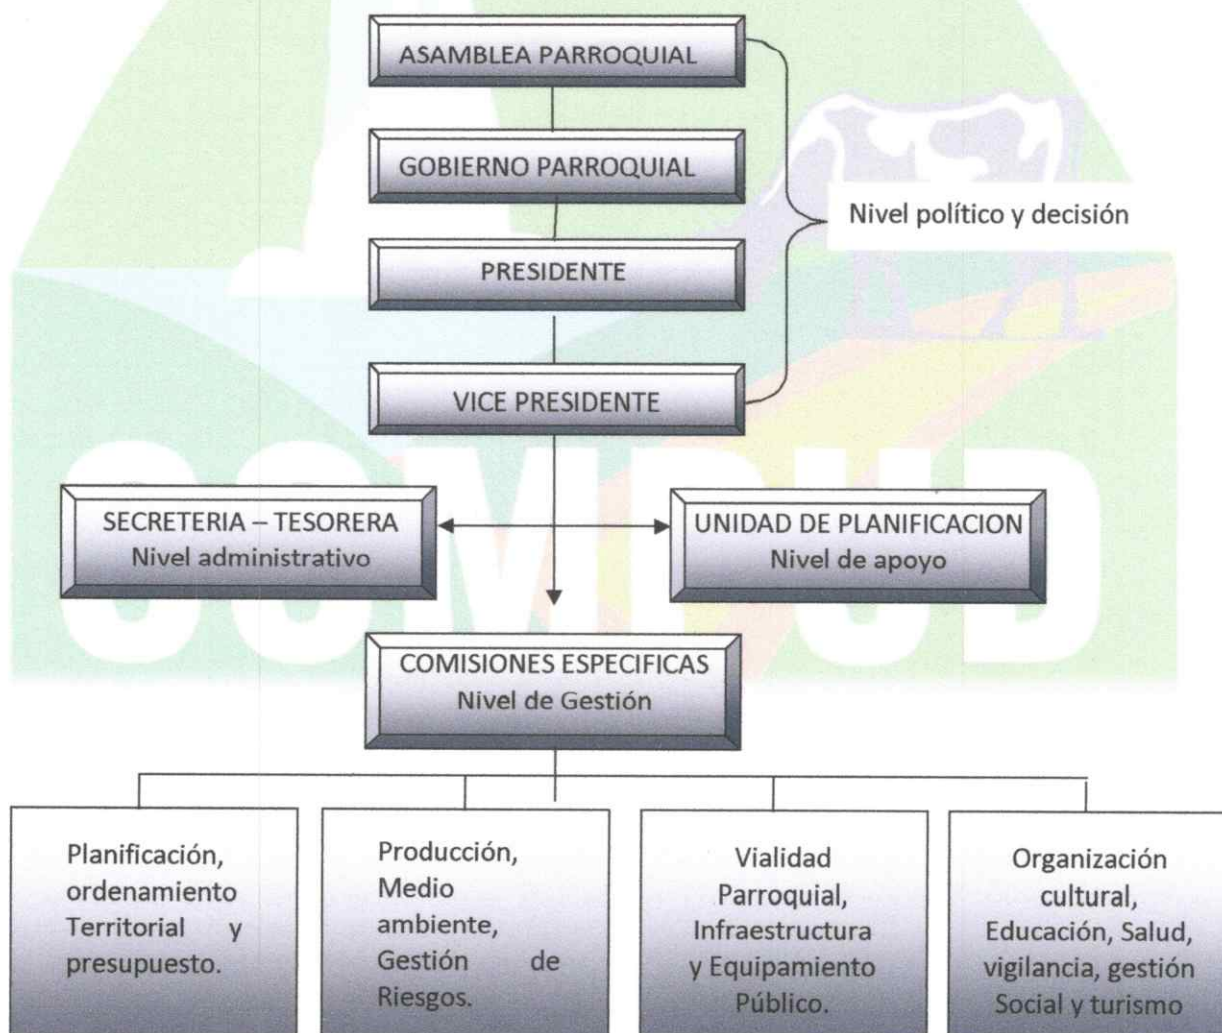 ASAMBLEA PARROQUIAL
GOBIERNO PARROQUIAL
Nivel político y decisión
PRESIDENTE
VICE PRESIDENTE
SECRETERIA – TESORERA
Nivel administrativo
UNIDAD DE PLANIFICACION
Nivel de apoyo
COMISIONES ESPECIFICAS
Nivel de Gestión
Planificación,
ordenamiento
Territorial y
presupuesto.
Producción,
Medio
ambiente,
Gestión de
Riesgos.
Vialidad
Parroquial,
Infraestructura
y Equipamiento
Público.
Organización
cultural,
Educación, Salud,
vigilancia, gestión
Social y turismo